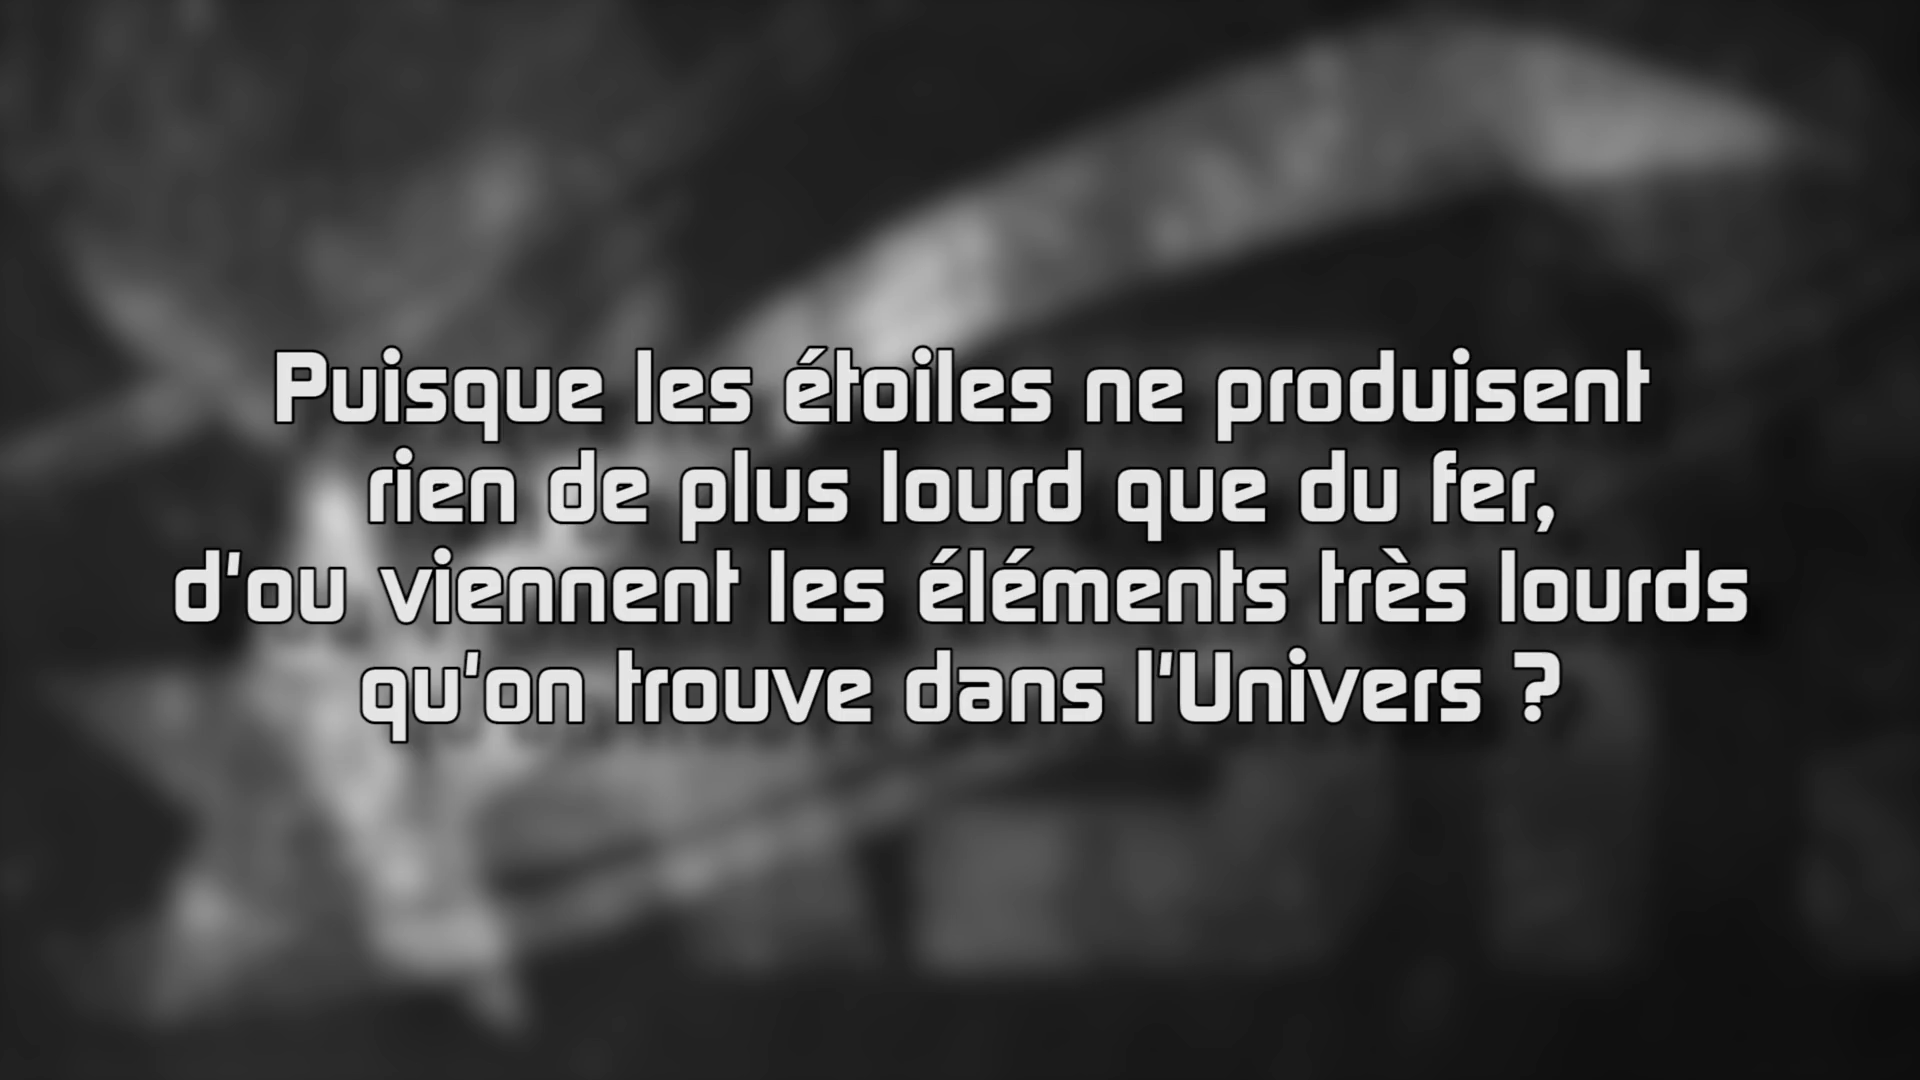 Puisque les étoiles ne produisent
rien de plus lourd que du fer,
d'ou viennent les éléments très lourds
qu'on trouve dans l'Univers ?